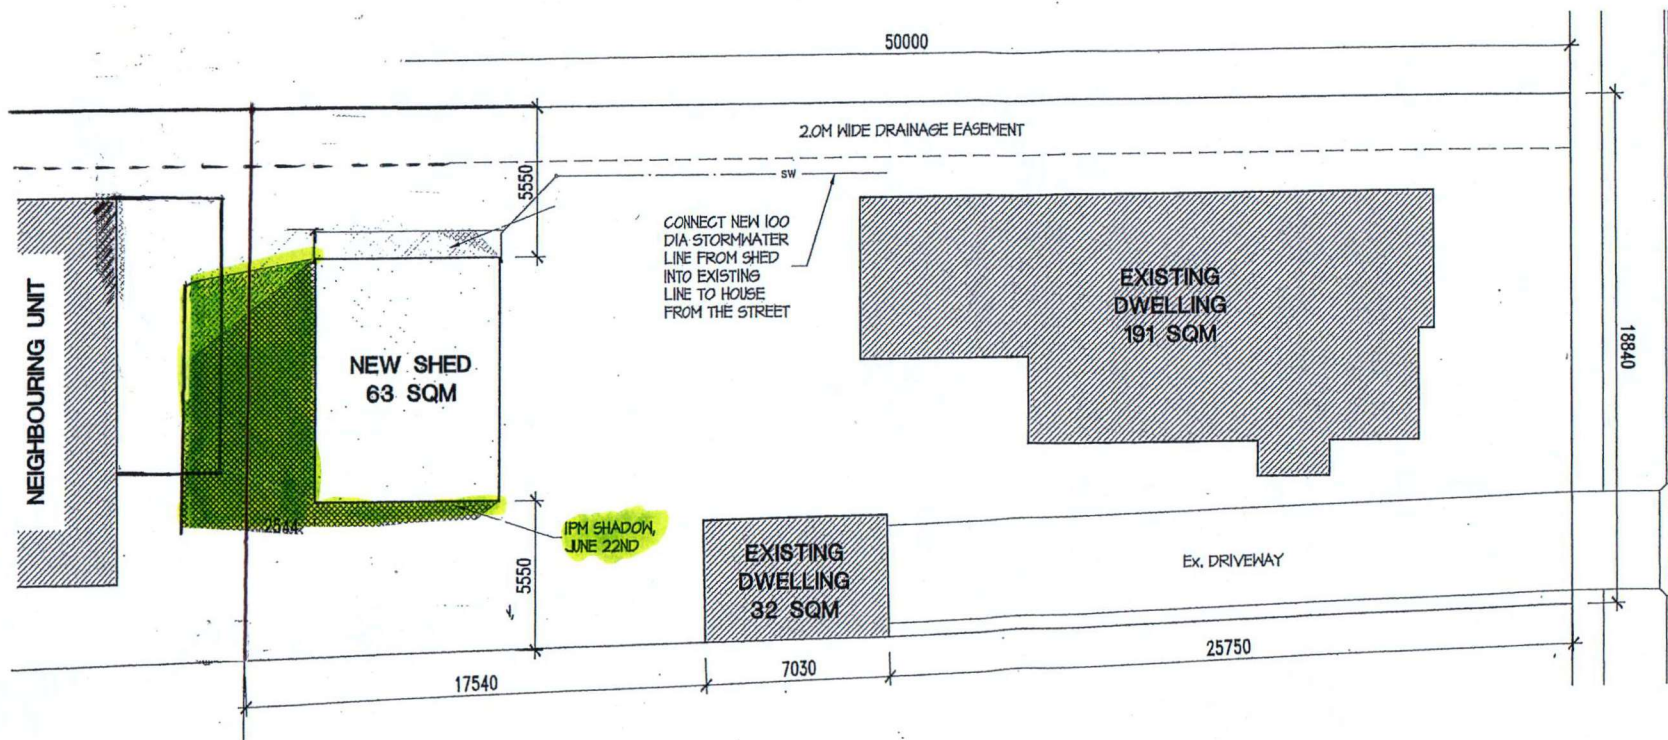 50000
2.0M WIDE DRAINAGE EASEMENT
5550
SW
CONNECT NEW 100
DIA STORMWATER
LINE FROM SHED
INTO EXISTING
LINE TO HOUSE
FROM THE STREET
EXISTING
DWELLING
191 SQM
18840
NEIGHBOURING UNIT
NEW SHED
63 SQM
2544
1PM SHADOW,
JUNE 22ND
5550
EXISTING
DWELLING
32 SQM
Ex. DRIVEWAY
17540
7030
25750